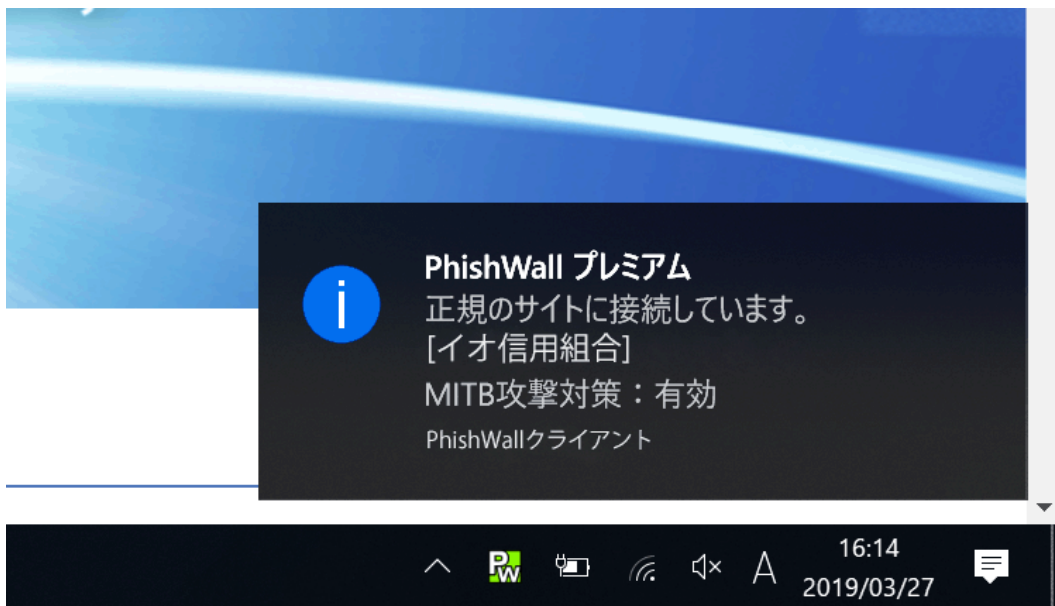 PhishWall プレミアム
正規のサイトに接続しています。
[イオ信用組合]
MITB攻撃対策：有効
PhishWallクライアント
PW
A
16:14
2019/03/27